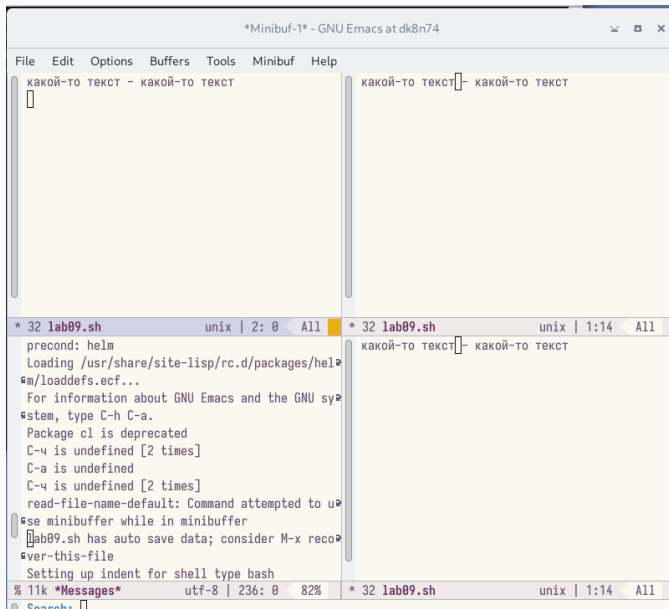 *Minibuf-1* - GNU Emacs at dk8n74
File Edit Options Buffers Tools Minibuf Help
какой-то текст - какой-то текст
* 32 lab09.sh unix | 2: 0 All
какой-то текст - какой-то текст
* 32 lab09.sh unix | 1:14 All
precond: helm
Loading /usr/share/site-lisp/rc.d/packages/hel
m/loaddefs.ecf...
For information about GNU Emacs and the GNU sy
stem, type C-h C-a.
Package cl is deprecated
C-ч is undefined [2 times]
C-a is undefined
C-ч is undefined [2 times]
read-file-name-default: Command attempted to u
se minibuffer while in minibuffer
lab09.sh has auto save data; consider M-x reco
ver-this-file
Setting up indent for shell type bash
% 11k *Messages* utf-8 | 236: 0 82%
какой-то текст - какой-то текст
* 32 lab09.sh unix | 1:14 All
Search: